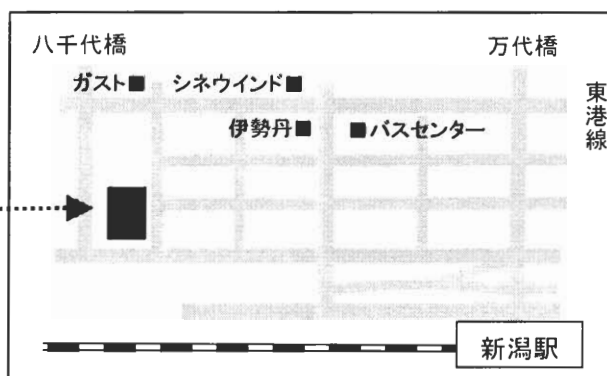 八千代橋
万代橋
ガスト■
シネウインド■
東港線
伊勢丹■
■バスセンター
新潟駅